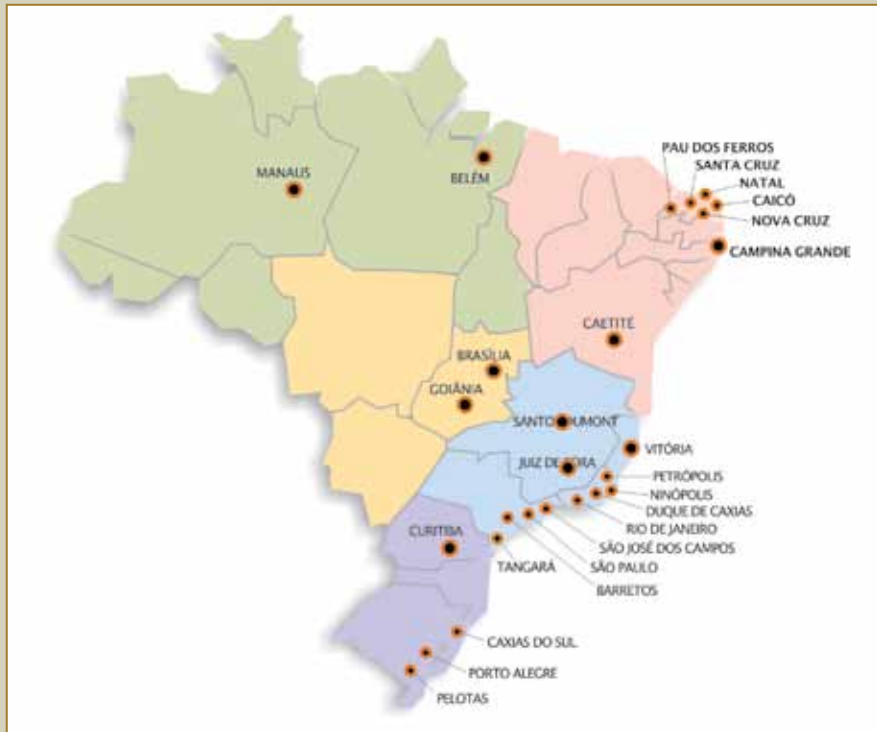 PAU DOS FERROS
SANTA CRUZ
NATAL
CAICÓ
NOVA CRUZ
CAMPINA GRANDE
MANAUS
BELÉM
CAETITÉ
BRASÍLIA
GOIÂNIA
SANTOS DUMONT
JUIZ DE FORA
VITÓRIA
PETRÓPOLIS
NINÓPOLIS
DUQUE DE CAXIAS
RIO DE JANEIRO
SÃO JOSÉ DOS CAMPOS
SÃO PAULO
BARRETOS
CURITIBA
TANGARÁ
CAXIAS DO SUL
PORTO ALEGRE
PELOTAS